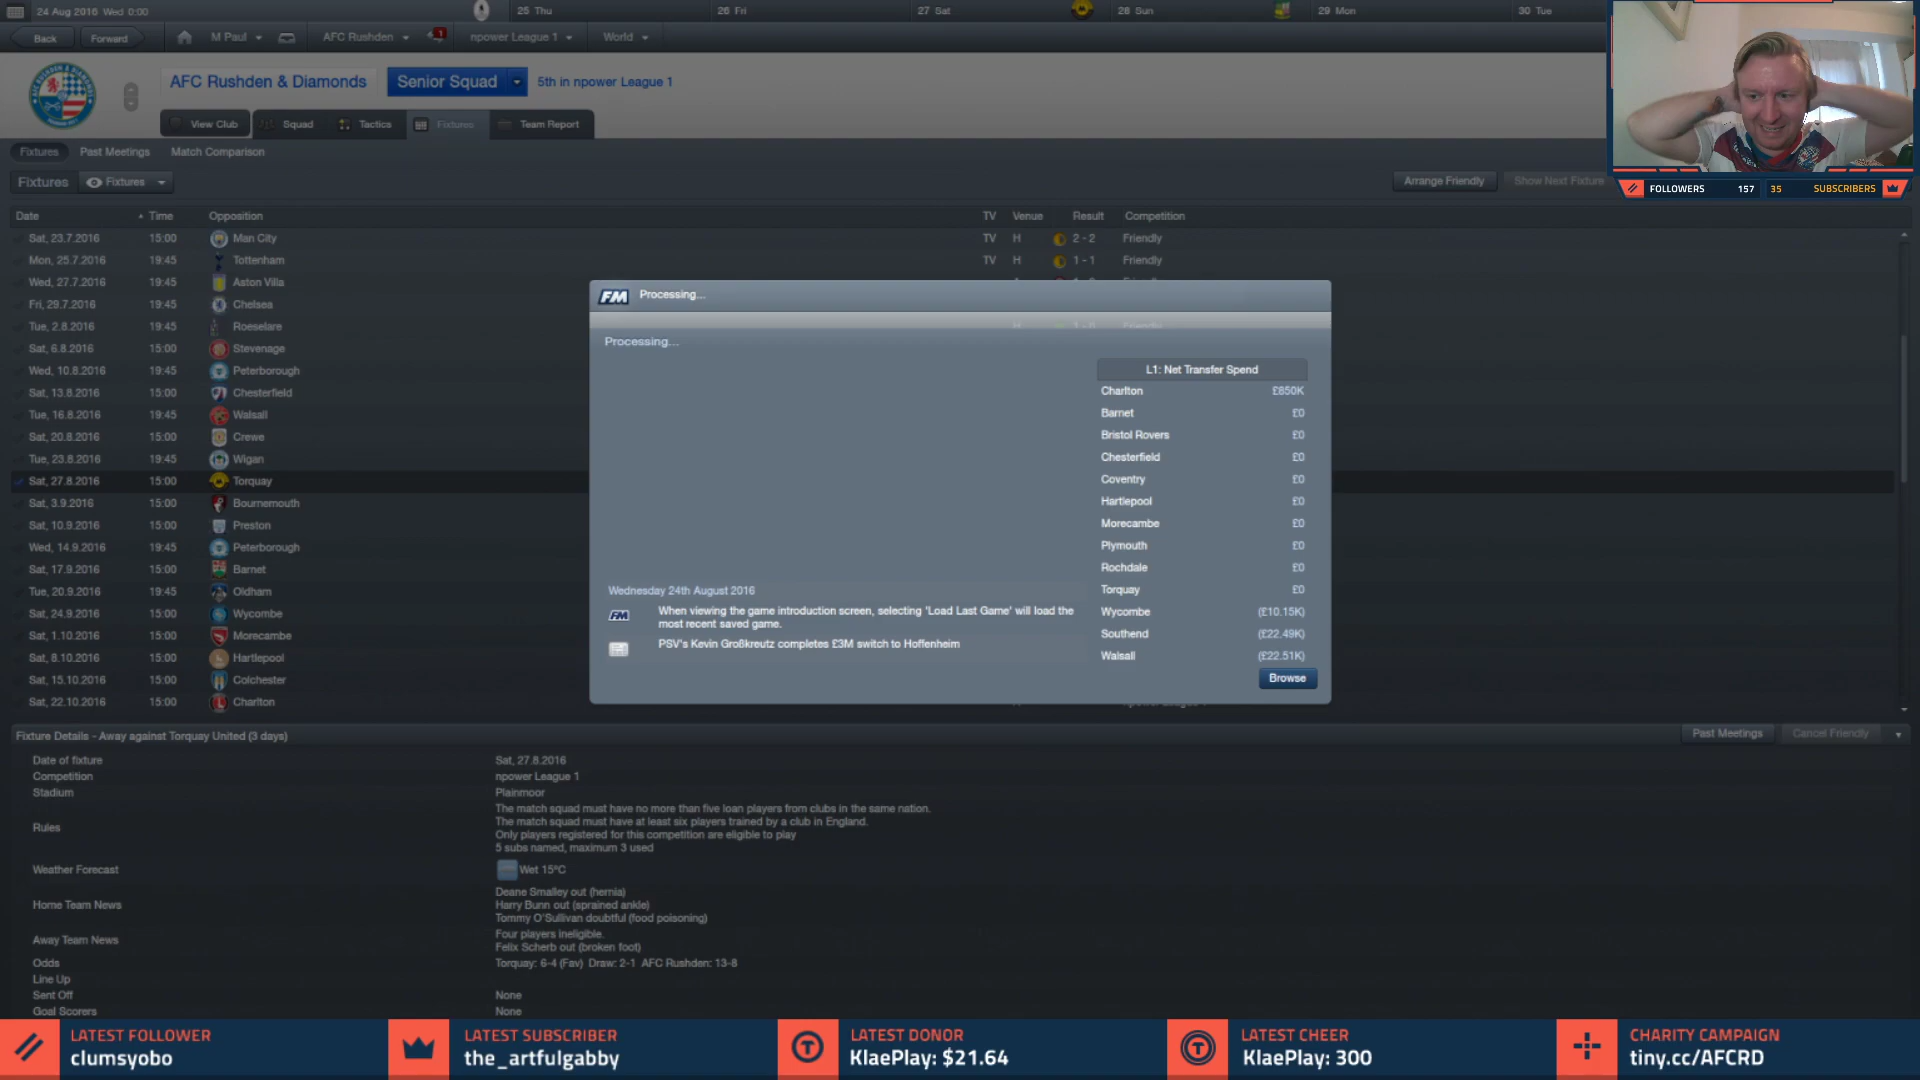 24 Aug 2016 Wed 0:00
25 Thu
26 Fri
27 Sat
28 Sun
29 Mon
30 Tue
Back
Forward
M Paul
AFC Rushden
1
npower League 1
World
AFC Rushden & Diamonds
Senior Squad
5th in npower League 1
View Club
Squad
Tactics
Fixtures
Team Report
Fixtures
Past Meetings
Match Comparison
Fixtures
Fixtures
Arrange Friendly
Show Next Fixture
FOLLOWERS 157
35 SUBSCRIBERS
Date Time Opposition TV Venue Result Competition
Sat, 23.7.2016 15:00 Man City TV H 2 - 2 Friendly
Mon, 25.7.2016 19:45 Tottenham TV H 1 - 1 Friendly
Wed, 27.7.2016 19:45 Aston Villa
Fri, 29.7.2016 19:45 Chelsea
Tue, 2.8.2016 19:45 Roeselare
Sat, 6.8.2016 15:00 Stevenage
Wed, 10.8.2016 19:45 Peterborough
Sat, 13.8.2016 15:00 Chesterfield
Tue, 16.8.2016 19:45 Walsall
Sat, 20.8.2016 15:00 Crewe
Tue, 23.8.2016 19:45 Wigan
Sat, 27.8.2016 15:00 Torquay
Sat, 3.9.2016 15:00 Bournemouth
Sat, 10.9.2016 15:00 Preston
Wed, 14.9.2016 19:45 Peterborough
Sat, 17.9.2016 15:00 Barnet
Tue, 20.9.2016 19:45 Oldham
Sat, 24.9.2016 15:00 Wycombe
Sat, 1.10.2016 15:00 Morecambe
Sat, 8.10.2016 15:00 Hartlepool
Sat, 15.10.2016 15:00 Colchester
Sat, 22.10.2016 15:00 Charlton
FM Processing...
Processing...
L1: Net Transfer Spend
Charlton £850K
Barnet £0
Bristol Rovers £0
Chesterfield £0
Coventry £0
Hartlepool £0
Morecambe £0
Plymouth £0
Rochdale £0
Torquay £0
Wycombe (£10.15K)
Southend (£22.49K)
Walsall (£22.51K)
Browse
Wednesday 24th August 2016
FM When viewing the game introduction screen, selecting 'Load Last Game' will load the
most recent saved game.
PSV's Kevin Großkreutz completes £3M switch to Hoffenheim
Fixture Details - Away against Torquay United (3 days)
Past Meetings
Cancel Friendly
Date of fixture Sat, 27.8.2016
Competition npower League 1
Stadium Plainmoor
Rules
The match squad must have no more than five loan players from clubs in the same nation.
The match squad must have at least six players trained by a club in England.
Only players registered for this competition are eligible to play
5 subs named, maximum 3 used
Weather Forecast Wet 15°C
Home Team News
Deane Smalley out (hernia)
Harry Bunn out (sprained ankle)
Tommy O'Sullivan doubtful (food poisoning)
Away Team News
Four players ineligible.
Felix Scherb out (broken foot)
Odds Torquay: 6-4 (Fav) Draw: 2-1 AFC Rushden: 13-8
Line Up
Sent Off None
Goal Scorers None
LATEST FOLLOWER
clumsyobo
LATEST SUBSCRIBER
the_artfulgabby
LATEST DONOR
KlaePlay: $21.64
LATEST CHEER
KlaePlay: 300
CHARITY CAMPAIGN
tiny.cc/AFCRD